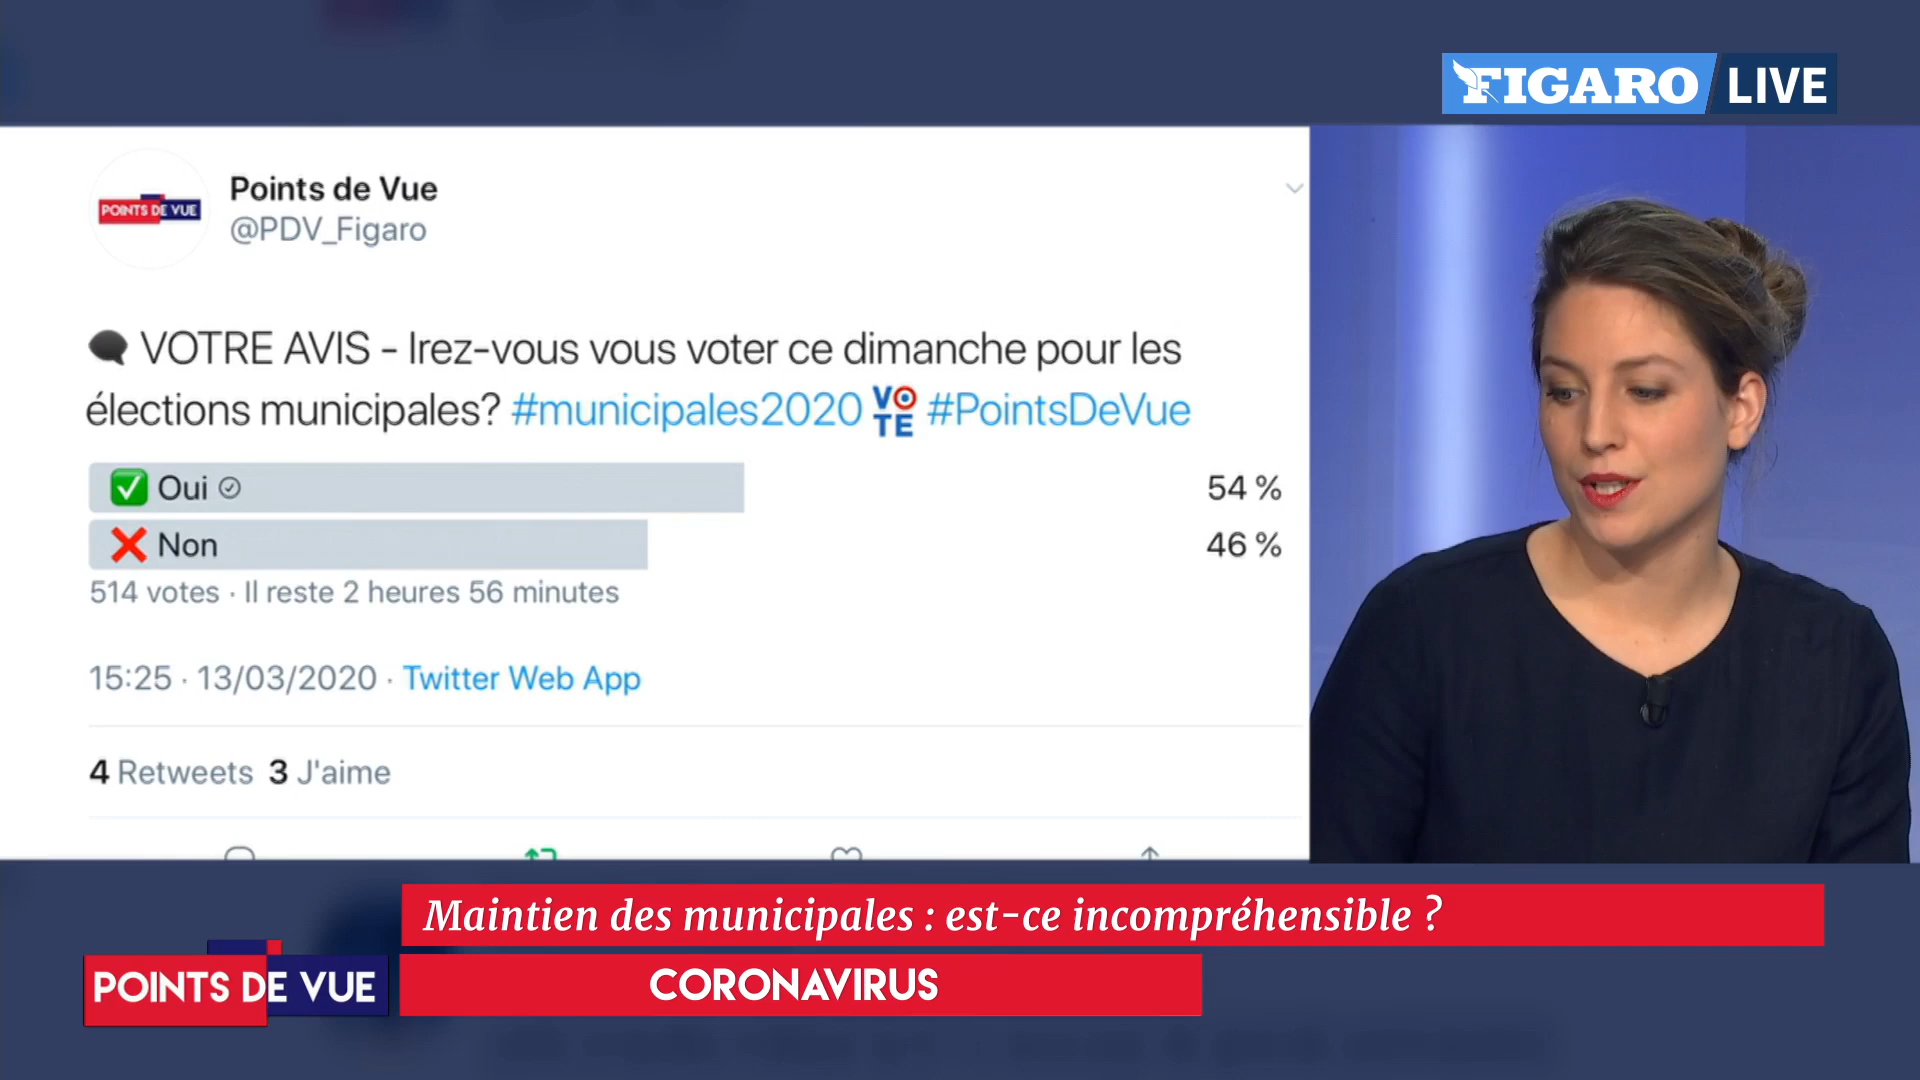 FIGARO LIVE
POINTS DE VUE
Points de Vue
@PDV_Figaro
VOTRE AVIS - Irez-vous vous voter ce dimanche pour les
élections municipales? #municipales2020 VOTE #PointsDeVue
Oui
54 %
Non
46 %
514 votes · Il reste 2 heures 56 minutes
15:25 · 13/03/2020 · Twitter Web App
4 Retweets 3 J'aime
Maintien des municipales : est-ce incompréhensible ?
POINTS DE VUE
CORONAVIRUS